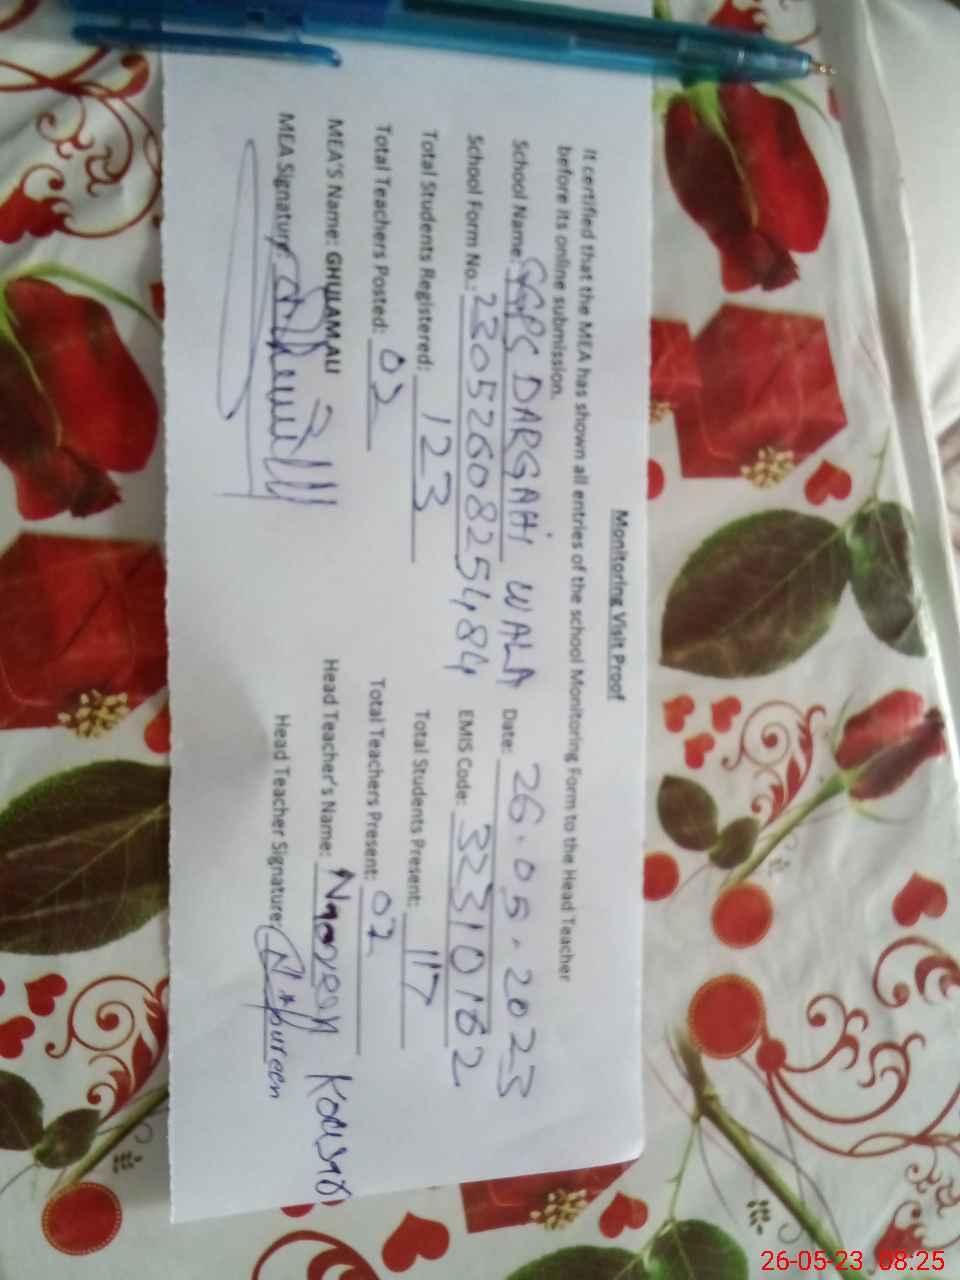 Monitoring Visit Proof
It certified that the MEA has shown all entries of the school Monitoring Form to the Head Teacher
before its online submission.
School Name: GGPS DARGAHI WALA Date: 26.05.2023
School Form No.: 2305260825484 EMIS Code: 32310162
Total Students Registered: 123 Total Students Present: 117
Total Teachers Posted: 02 Total Teachers Present: 02
MEA'S Name: GHULAM ALI Head Teacher's Name: Kousar
MEA Signature: Head Teacher Signature:
26-05-23 08:25